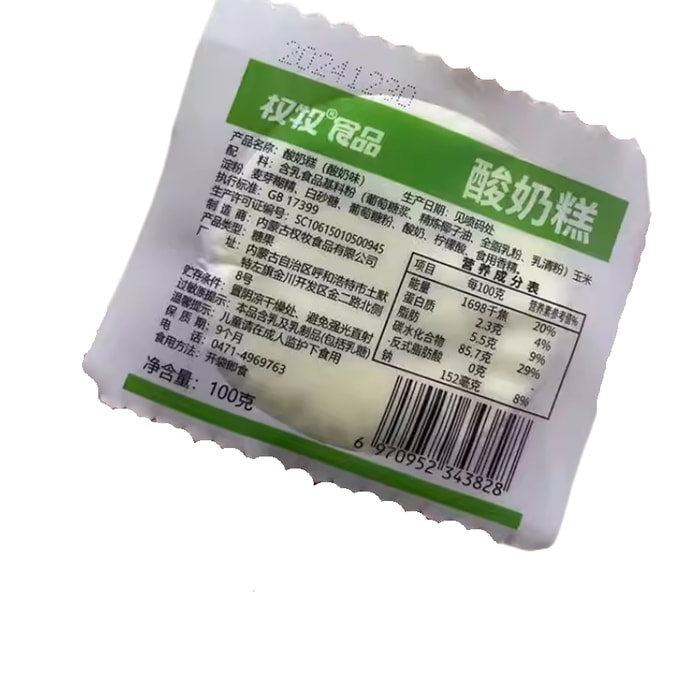 20241230
权牧®食品
酸奶糕
产品名称：酸奶糕（酸奶味） 生产日期：见喷码处
配 料：含乳食品基料粉（葡萄糖浆、精炼椰子油、全脂乳粉、乳清粉）玉米
淀粉、麦芽糊精、白砂糖、葡萄糖粉、酸奶、柠檬酸、食用香精。
执行标准：GB 17399
生产许可证编号：SC10615010500945
制 造 商：内蒙古权牧食品有限公司
产品类型：糖果
厂 址：内蒙古自治区呼和浩特市土默
特左旗金川开发区金二路北侧
8号
贮存条件：置阴凉干燥处、避免强光直射
过敏源提示：本品含乳及乳制品(包括乳糖)
温馨提示：儿童请在成人监护下食用
保 质 期：9个月
电 话：0471-4969763
食用方法：开袋即食
净含量：100克
营养成分表
项目 每100克 营养素参考值%
能量 1698千焦 20%
蛋白质 2.3克 4%
脂肪 5.5克 9%
碳水化合物 85.7克 29%
·反式脂肪酸 0克 -
钠 152毫克 8%
6 970952 343828